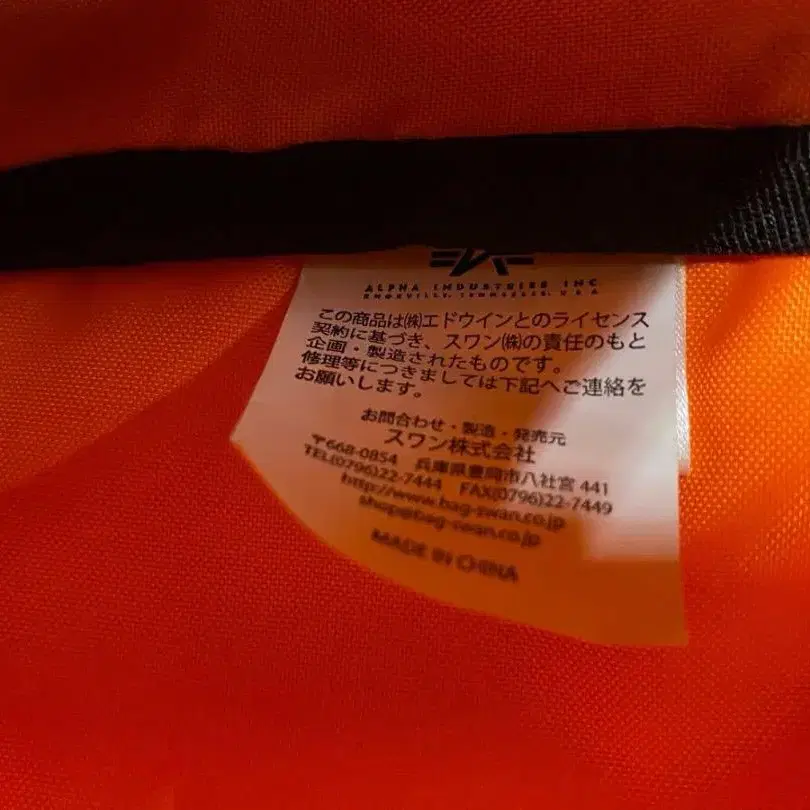 ALPHA INDUSTRIES INC.
KNOXVILLE, TENNESSEE, U.S.A
この商品は㈱エドウインとのライセンス
契約に基づき、スワン㈱の責任のもと
企画・製造されたものです。
修理等につきましては下記へご連絡を
お願いします。
お問合わせ・製造・発売元
スワン株式会社
〒668-0854 兵庫県豊岡市八社宮 441
TEL(0796)22-7444 FAX(0796)22-7449
http://www.bag-swan.co.jp
shop@bag-swan.co.jp
MADE IN CHINA